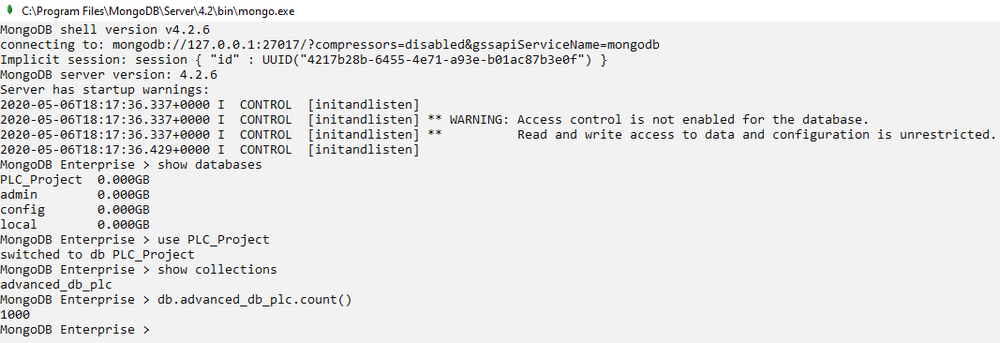 C:\Program Files\MongoDB\Server\4.2\bin\mongo.exe
MongoDB shell version v4.2.6
connecting to: mongodb://127.0.0.1:27017/?compressors=disabled&gssapiServiceName=mongodb
Implicit session: session { "id" : UUID("4217b28b-6455-4e71-a93e-b01ac87b3e0f") }
MongoDB server version: 4.2.6
Server has startup warnings:
2020-05-06T18:17:36.337+0000 I  CONTROL  [initandlisten]
2020-05-06T18:17:36.337+0000 I  CONTROL  [initandlisten] ** WARNING: Access control is not enabled for the database.
2020-05-06T18:17:36.337+0000 I  CONTROL  [initandlisten] **          Read and write access to data and configuration is unrestricted.
2020-05-06T18:17:36.429+0000 I  CONTROL  [initandlisten]
MongoDB Enterprise > show databases
PLC_Project  0.000GB
admin        0.000GB
config       0.000GB
local        0.000GB
MongoDB Enterprise > use PLC_Project
switched to db PLC_Project
MongoDB Enterprise > show collections
advanced_db_plc
MongoDB Enterprise > db.advanced_db_plc.count()
1000
MongoDB Enterprise >